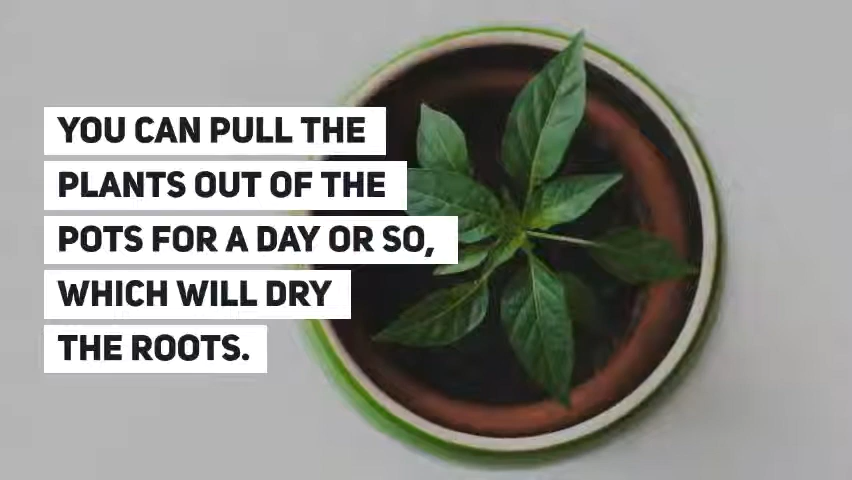 YOU CAN PULL THE
PLANTS OUT OF THE
POTS FOR A DAY OR SO,
WHICH WILL DRY
THE ROOTS.